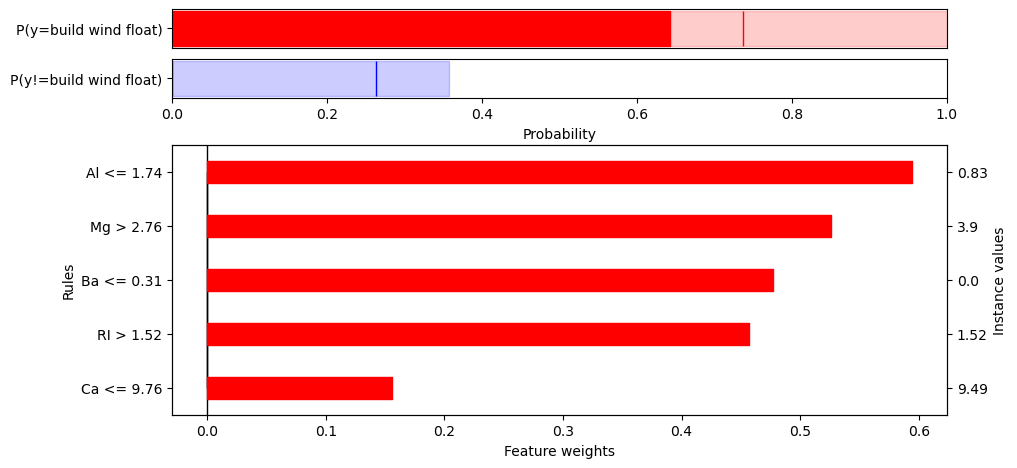 P(y=build wind float)
P(y!=build wind float)
0.0 0.2 0.4 0.6 0.8 1.0
Probability
Al <= 1.74 0.83
Mg > 2.76 3.9
Ba <= 0.31 0.0
RI > 1.52 1.52
Ca <= 9.76 9.49
Rules
Instance values
0.0 0.1 0.2 0.3 0.4 0.5 0.6
Feature weights